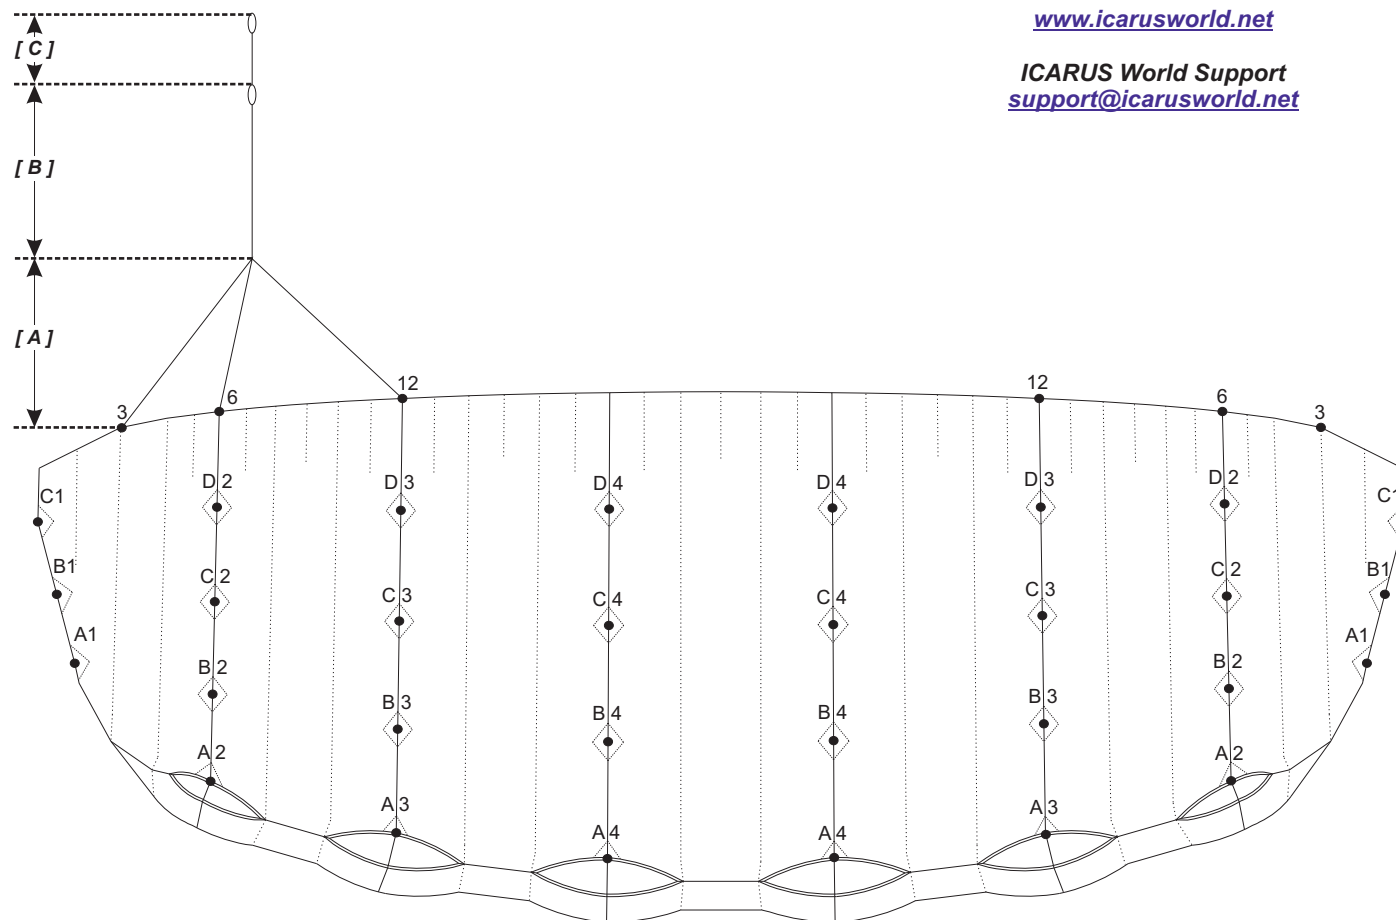 www.icarusworld.net
ICARUS World Support
support@icarusworld.net
[ C ]
[ B ]
[ A ]
3 6 12 12 6 3
D 2 D 3 D 4 D 4 D 3 D 2
C1 C1
C 2 C 3 C 4 C 4 C 3 C 2
B1 B1
A1 A1
B 2 B 3 B 4 B 4 B 3 B 2
A 2 A 3 A 4 A 4 A 3 A 2